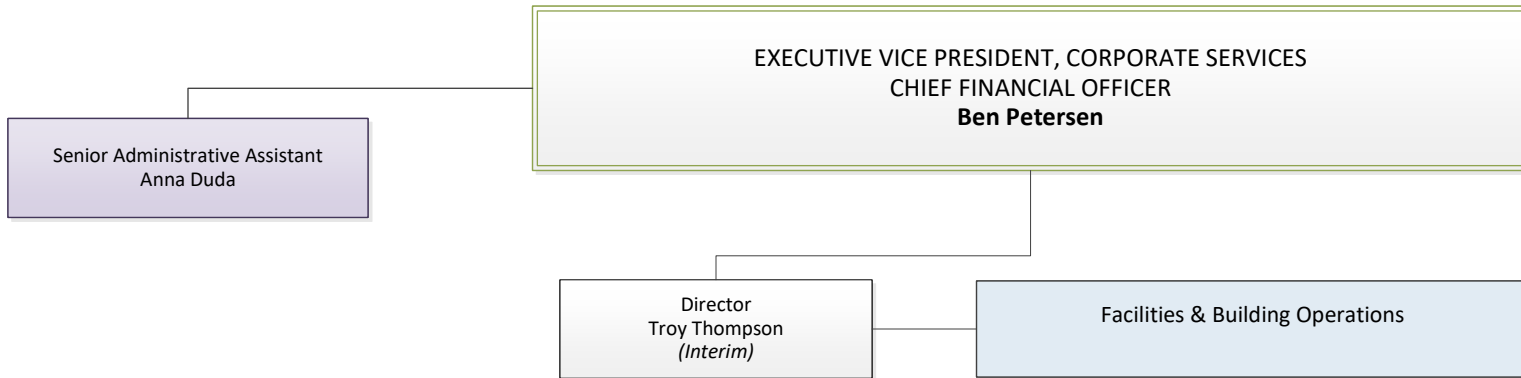 EXECUTIVE VICE PRESIDENT, CORPORATE SERVICES
CHIEF FINANCIAL OFFICER
Ben Petersen
Senior Administrative Assistant
Anna Duda
Director
Troy Thompson
(Interim)
Facilities & Building Operations